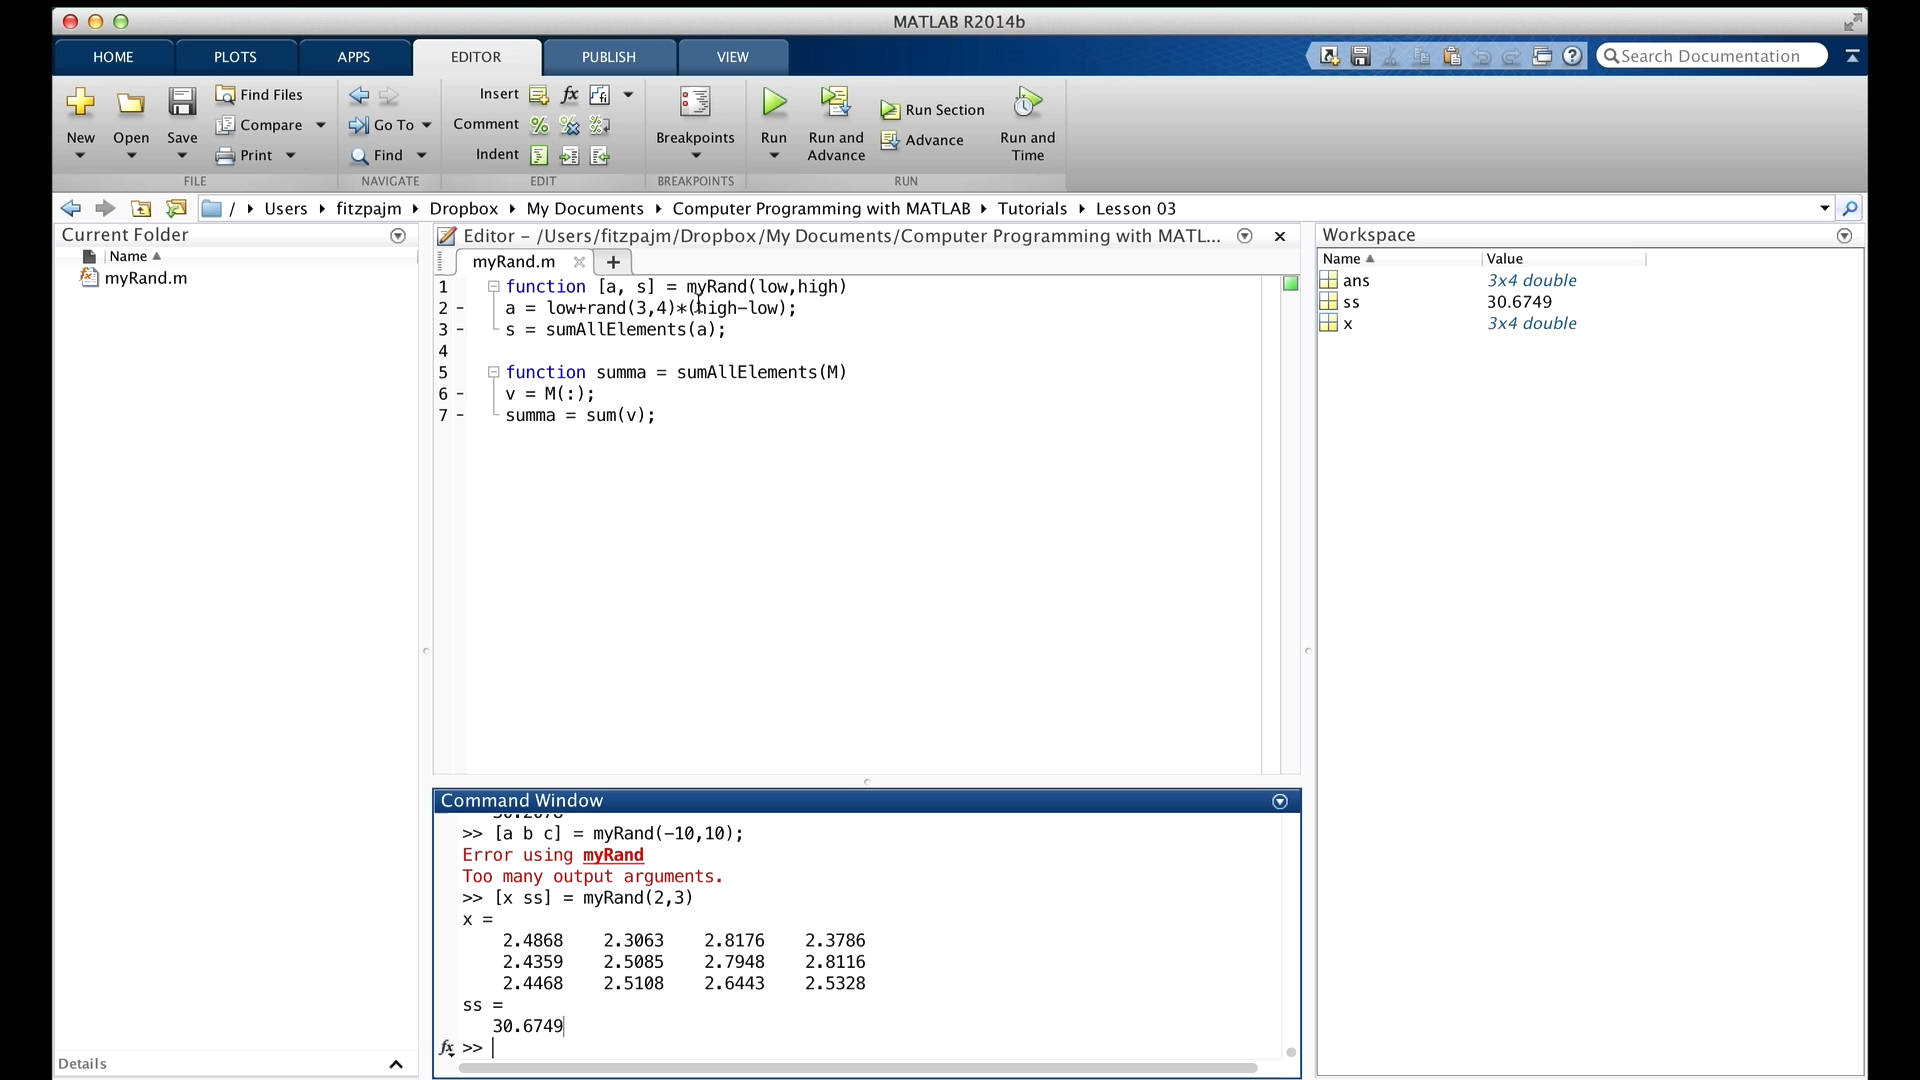 MATLAB R2014b
HOME PLOTS APPS EDITOR PUBLISH VIEW
Search Documentation
New Open Save
Find Files
Compare
Print
Go To
Find
Insert fx
Comment
Indent
Breakpoints
Run
Run and Advance
Run Section
Advance
Run and Time
FILE NAVIGATE EDIT BREAKPOINTS RUN
/ Users fitzpajm Dropbox My Documents Computer Programming with MATLAB Tutorials Lesson 03
Current Folder
Name
myRand.m
Details
Editor - /Users/fitzpajm/Dropbox/My Documents/Computer Programming with MATL...
myRand.m
1 function [a, s] = myRand(low,high)
2 - a = low+rand(3,4)*(high-low);
3 - s = sumAllElements(a);
4
5 function summa = sumAllElements(M)
6 - v = M(:);
7 - summa = sum(v);
Command Window
>> [a b c] = myRand(-10,10);
Error using myRand
Too many output arguments.
>> [x ss] = myRand(2,3)
x =
2.4868 2.3063 2.8176 2.3786
2.4359 2.5085 2.7948 2.8116
2.4468 2.5108 2.6443 2.5328
ss =
30.6749
fx >>
Workspace
Name Value
ans 3x4 double
ss 30.6749
x 3x4 double